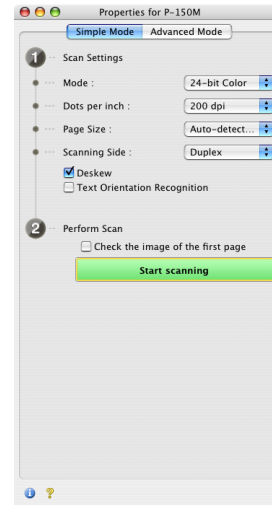 Properties for P-150M
Simple Mode Advanced Mode
1 Scan Settings
Mode : 24-bit Color
Dots per inch : 200 dpi
Page Size : Auto-detect...
Scanning Side : Duplex
Deskew
Text Orientation Recognition
2 Perform Scan
Check the image of the first page
Start scanning